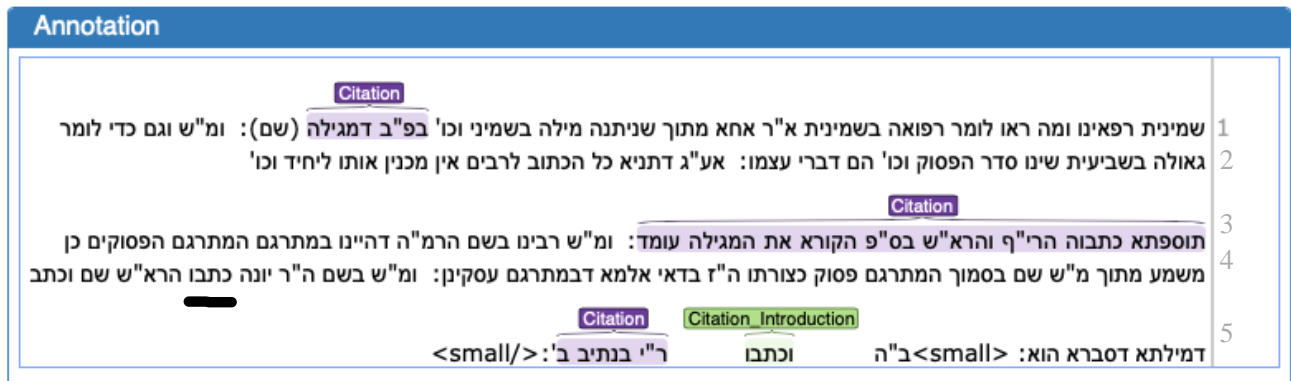 Annotation
Citation
1 שמינית רפאינו ומה ראו לומר רפואה בשמינית א"ר אחא מתוך שניתנה מילה בשמיני וכו' בפ"ב דמגילה (שם): ומ"ש וגם כדי לומר
2 גאולה בשביעית שינו סדר הפסוק וכו' הם דברי עצמו: אע"ג דתניא כל הכתוב לרבים אין מכנין אותו ליחיד וכו'
Citation
3 תוספתא כתבוה הרי"ף והרא"ש בס"פ הקורא את המגילה עומד: ומ"ש רבינו בשם הרמ"ה דהיינו במתרגם המתרגם הפסוקים כן
4 משמע מתוך מ"ש שם בסמוך המתרגם פסוק כצורתו ה"ז בדאי אלמא דבמתרגם עסקינן: ומ"ש בשם ה"ר יונה כתבו הרא"ש שם וכתב
Citation_Introduction Citation
5 דמילתא דסברא הוא: <small>ב"ה וכתבו ר"י בנתיב ב':</small>